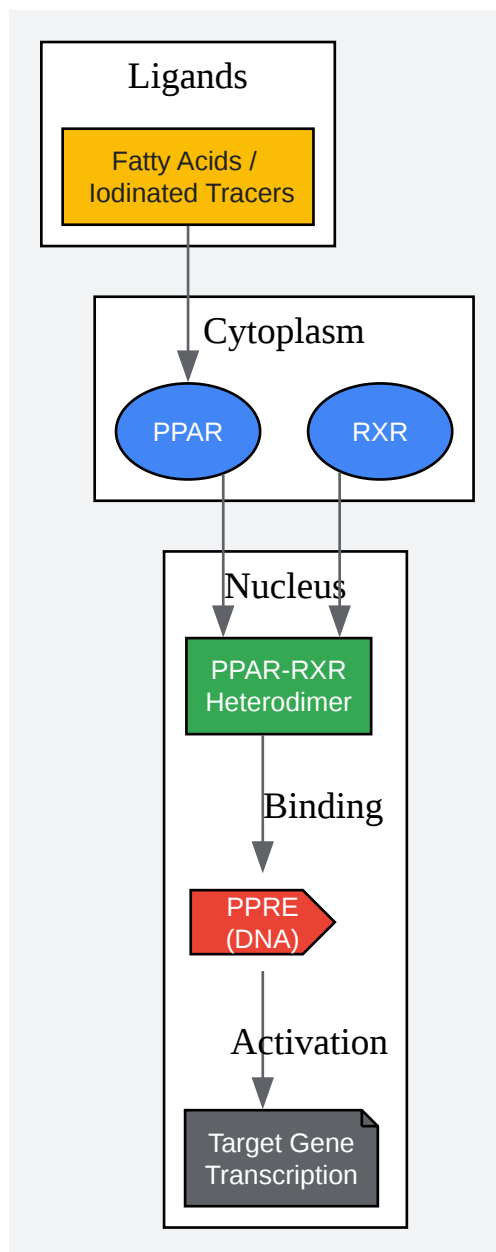 Ligands
Fatty Acids /
Iodinated Tracers
Cytoplasm
PPAR
RXR
Nucleus
PPAR-RXR
Heterodimer
Binding
PPRE
(DNA)
Activation
Target Gene
Transcription